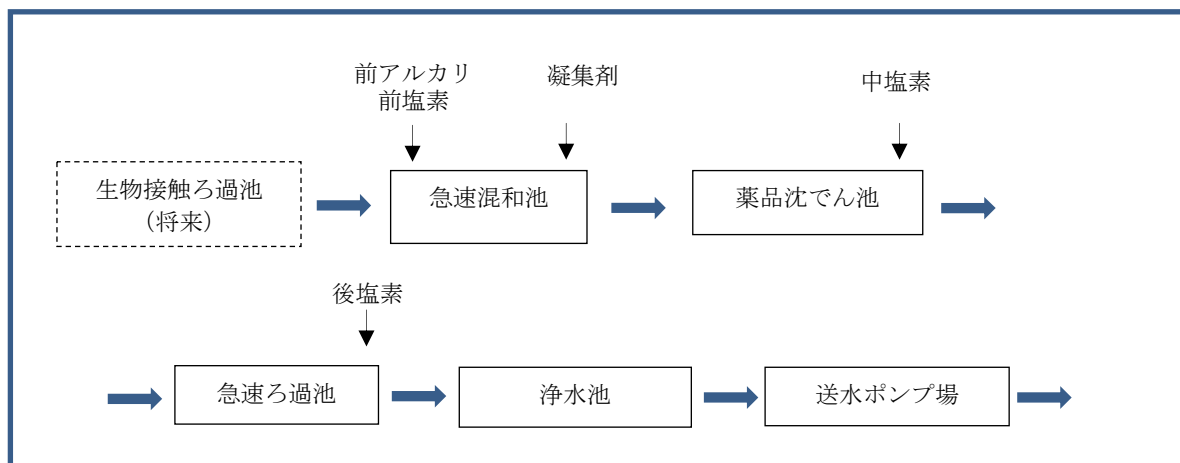 前アルカリ
前塩素
凝集剤
中塩素
生物接触ろ過池
（将来）
急速混和池
薬品沈でん池
後塩素
急速ろ過池
浄水池
送水ポンプ場